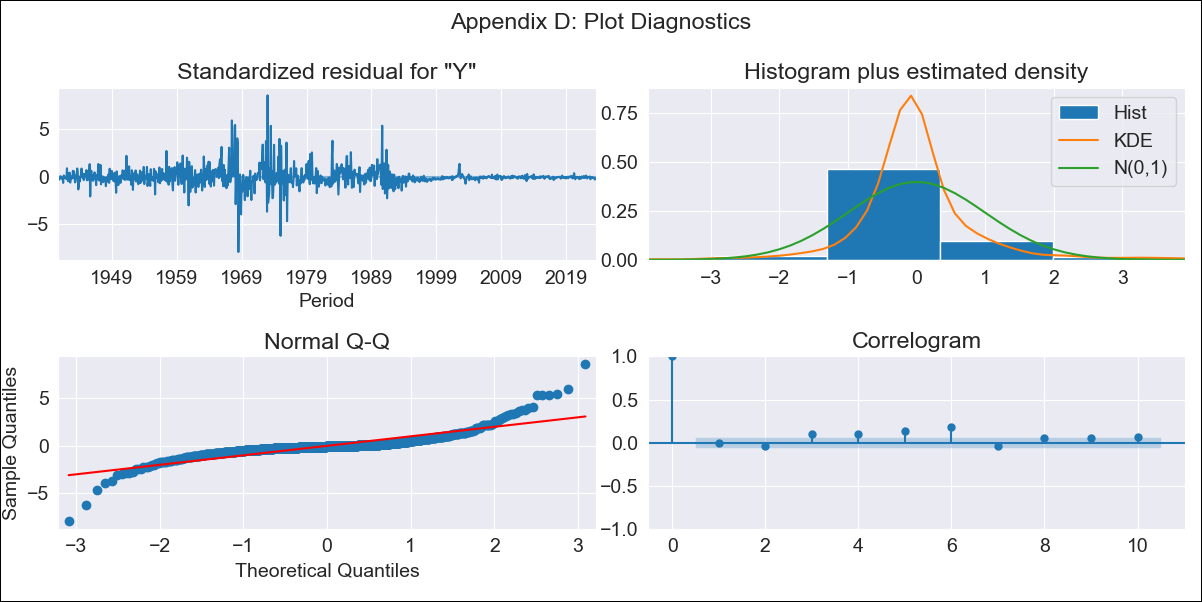 Appendix D: Plot Diagnostics
Standardized residual for "Y"
5
0
−5
1949 1959 1969 1979 1989 1999 2009 2019
Period
Histogram plus estimated density
0.75
0.50
0.25
0.00
Hist
KDE
N(0,1)
−3 −2 −1 0 1 2 3
Normal Q-Q
Sample Quantiles
5
0
−5
−3 −2 −1 0 1 2 3
Theoretical Quantiles
Correlogram
1.0
0.5
0.0
−0.5
−1.0
0 2 4 6 8 10